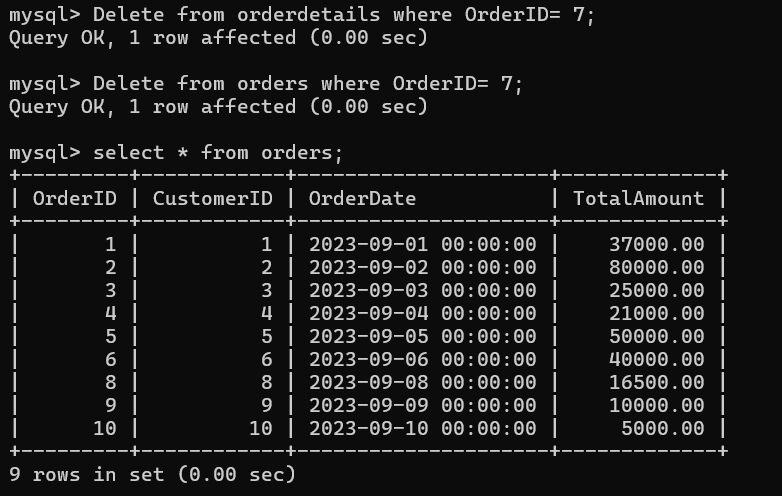 mysql> Delete from orderdetails where OrderID= 7;
Query OK, 1 row affected (0.00 sec)
mysql> Delete from orders where OrderID= 7;
Query OK, 1 row affected (0.00 sec)
mysql> select * from orders;
+---------+------------+---------------------+-------------+
| OrderID | CustomerID | OrderDate           | TotalAmount |
+---------+------------+---------------------+-------------+
|       1 |          1 | 2023-09-01 00:00:00 |    37000.00 |
|       2 |          2 | 2023-09-02 00:00:00 |    80000.00 |
|       3 |          3 | 2023-09-03 00:00:00 |    25000.00 |
|       4 |          4 | 2023-09-04 00:00:00 |    21000.00 |
|       5 |          5 | 2023-09-05 00:00:00 |    50000.00 |
|       6 |          6 | 2023-09-06 00:00:00 |    40000.00 |
|       8 |          8 | 2023-09-08 00:00:00 |    16500.00 |
|       9 |          9 | 2023-09-09 00:00:00 |    10000.00 |
|      10 |         10 | 2023-09-10 00:00:00 |     5000.00 |
+---------+------------+---------------------+-------------+
9 rows in set (0.00 sec)